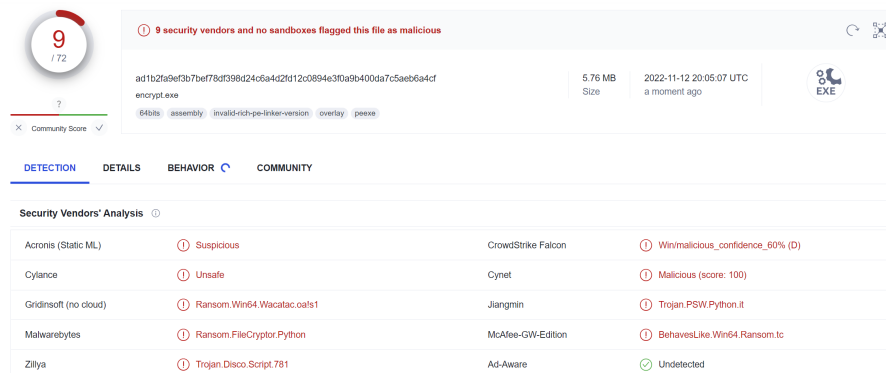 9
/ 72
?
Community Score
9 security vendors and no sandboxes flagged this file as malicious
ad1b2fa9ef3b7bef78df398d24c6a4d2fd12c0894e3f0a9b400da7c5aeb6a4cf
encrypt.exe
64bits assembly invalid-rich-pe-linker-version overlay peexe
5.76 MB
Size
2022-11-12 20:05:07 UTC
a moment ago
EXE
DETECTION DETAILS BEHAVIOR COMMUNITY
Security Vendors' Analysis
Acronis (Static ML) Suspicious CrowdStrike Falcon Win/malicious_confidence_60% (D)
Cylance Unsafe Cynet Malicious (score: 100)
Gridinsoft (no cloud) Ransom.Win64.Wacatac.oa!s1 Jiangmin Trojan.PSW.Python.it
Malwarebytes Ransom.FileCryptor.Python McAfee-GW-Edition BehavesLike.Win64.Ransom.tc
Zillya Trojan.Disco.Script.781 Ad-Aware Undetected